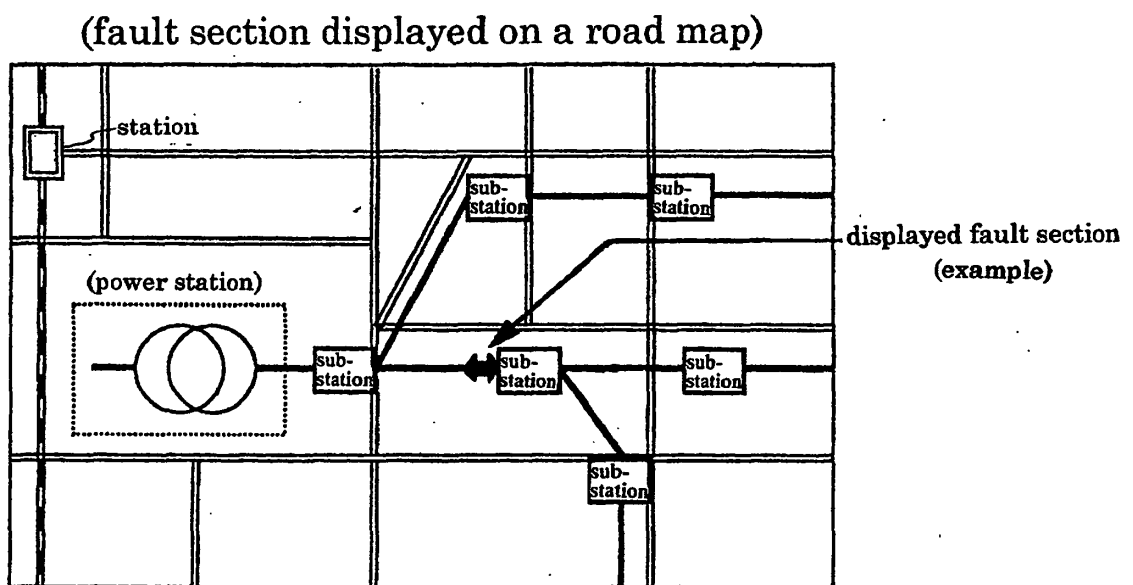 (fault section displayed on a road map)
station
sub-
station
sub-
station
displayed fault section
(example)
(power station)
sub-
station
sub-
station
sub-
station
sub-
station